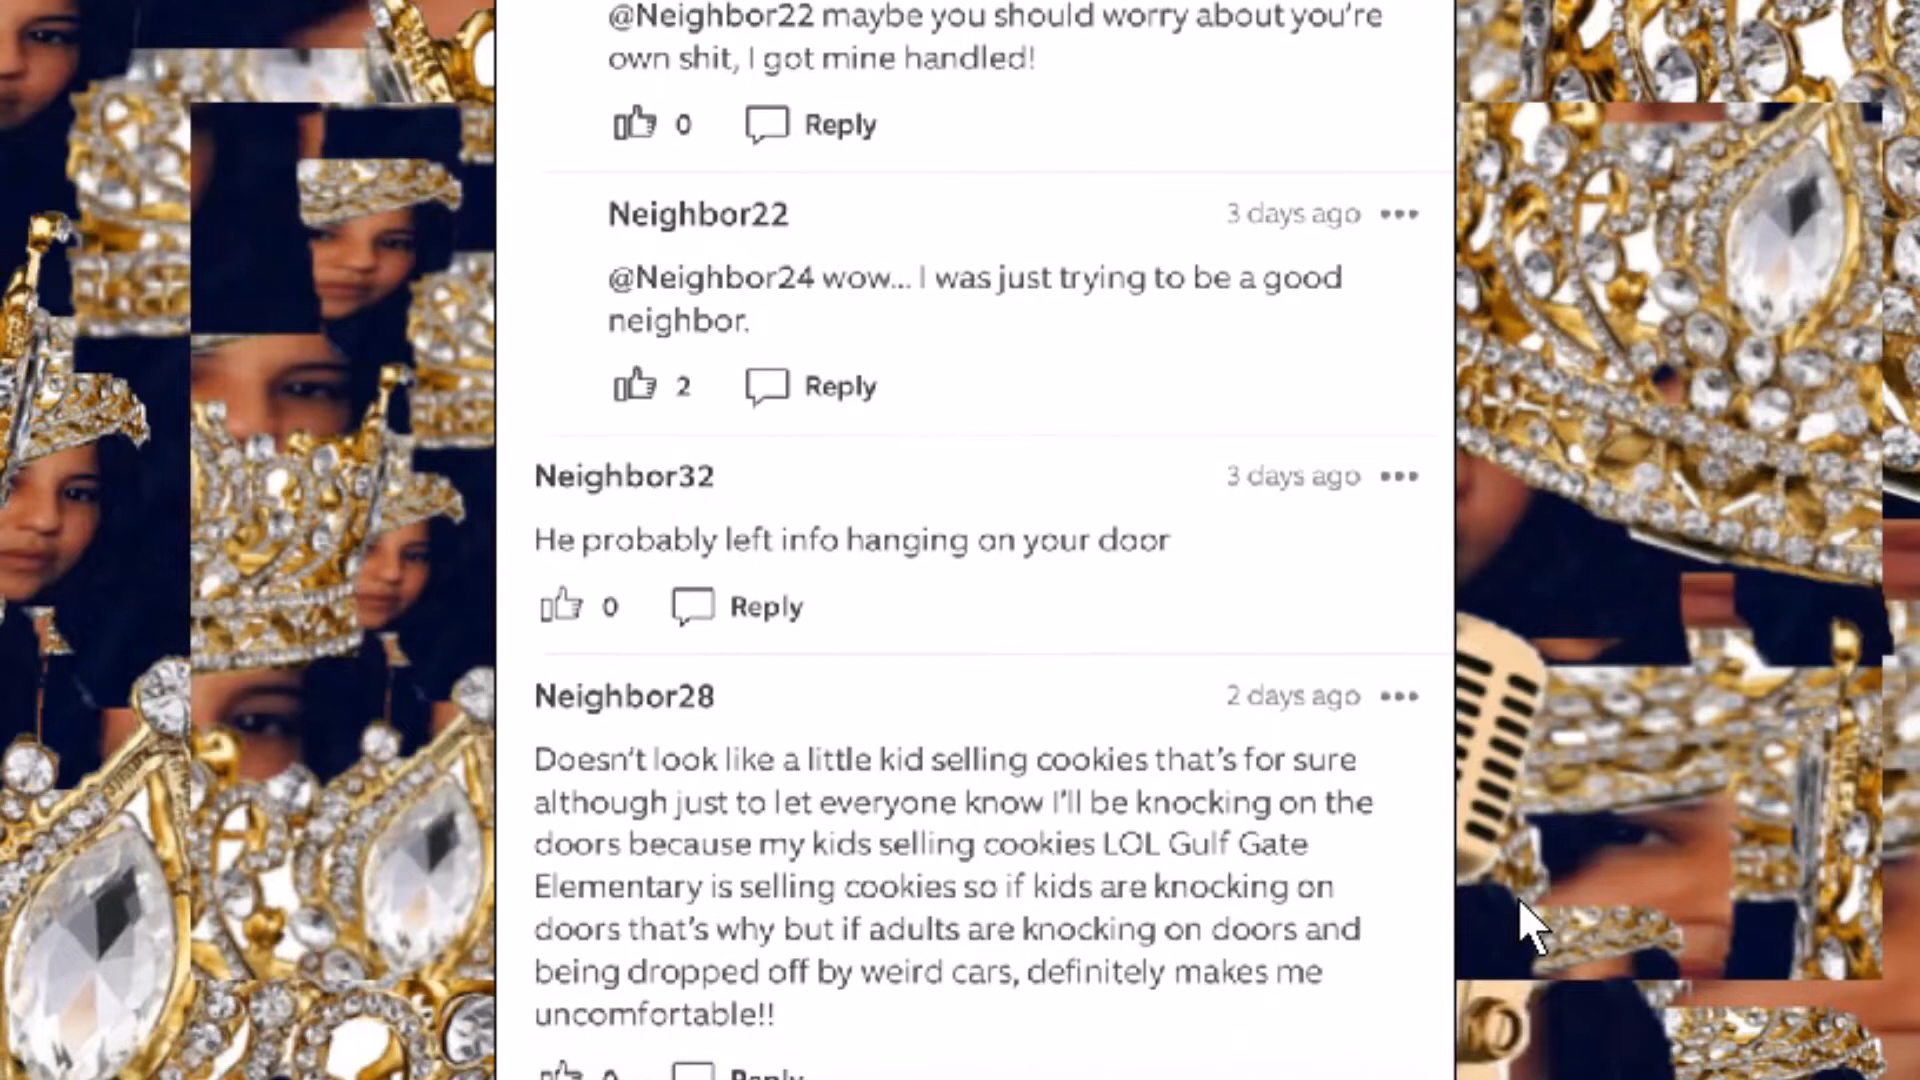 @Neighbor22 maybe you should worry about you're
own shit, I got mine handled!
0 Reply
Neighbor22 3 days ago
@Neighbor24 wow... I was just trying to be a good
neighbor.
2 Reply
Neighbor32 3 days ago
He probably left info hanging on your door
0 Reply
Neighbor28 2 days ago
Doesn't look like a little kid selling cookies that's for sure
although just to let everyone know I'll be knocking on the
doors because my kids selling cookies LOL Gulf Gate
Elementary is selling cookies so if kids are knocking on
doors that's why but if adults are knocking on doors and
being dropped off by weird cars, definitely makes me
uncomfortable!!
0 Reply